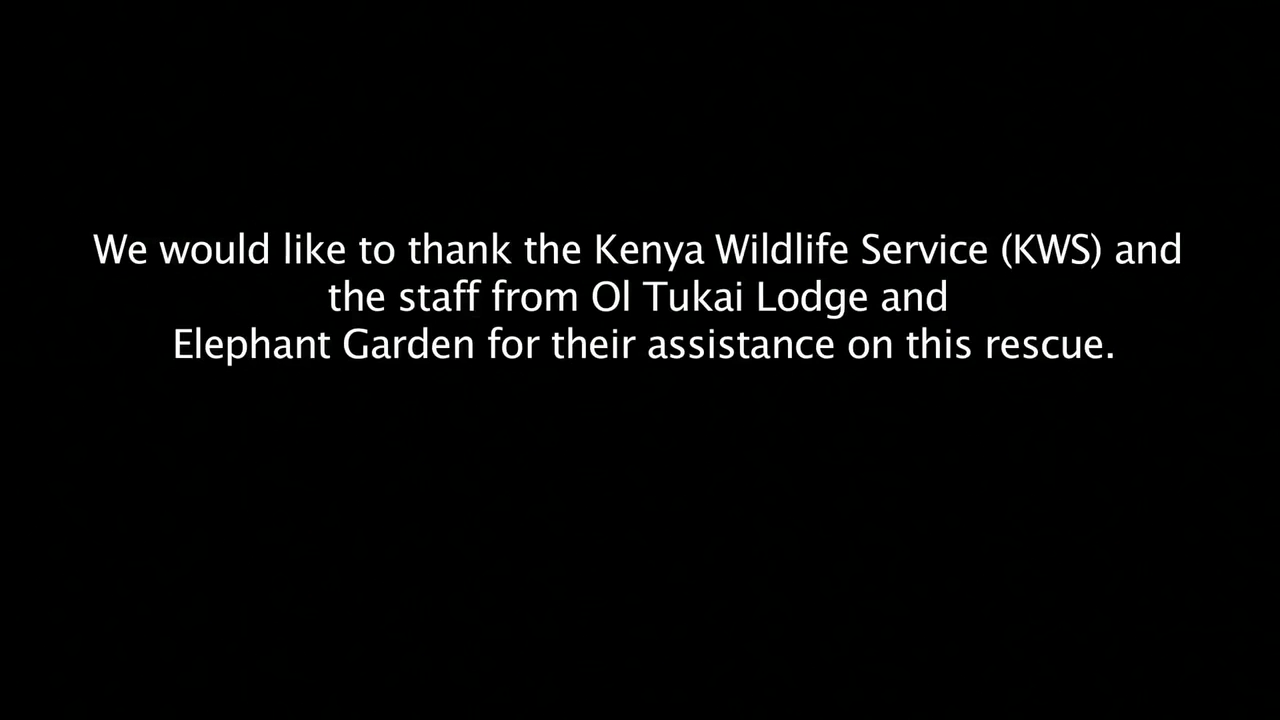 We would like to thank the Kenya Wildlife Service (KWS) and
the staff from Ol Tukai Lodge and
Elephant Garden for their assistance on this rescue.